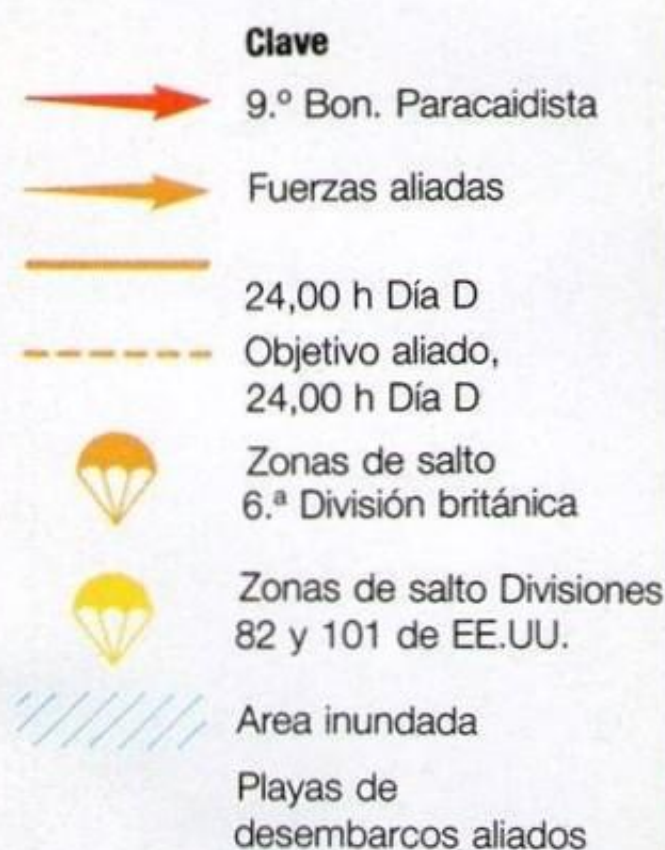 Clave
9.º Bon. Paracaidista
Fuerzas aliadas
24,00 h Día D
Objetivo aliado,
24,00 h Día D
Zonas de salto
6.ª División británica
Zonas de salto Divisiones
82 y 101 de EE.UU.
Area inundada
Playas de
desembarcos aliados